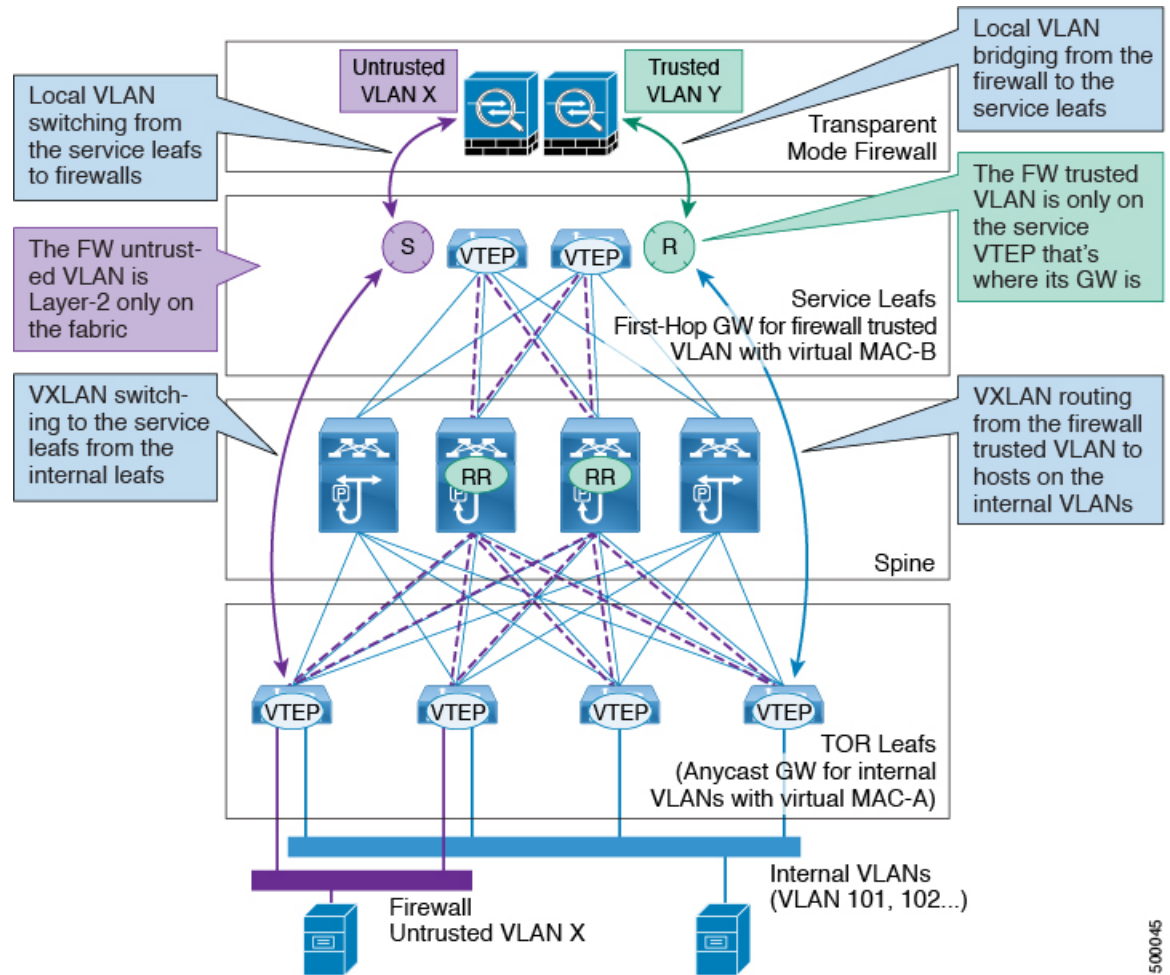 Local VLAN
switching from
the service leafs
to firewalls
Untrusted
VLAN X
Trusted
VLAN Y
Local VLAN
bridging from the
firewall to the
service leafs
Transparent
Mode Firewall
The FW untrust-
ed VLAN is
Layer-2 only on
the fabric
S
VTEP
VTEP
R
The FW trusted
VLAN is only on
the service
VTEP that's
where its GW is
Service Leafs
First-Hop GW for firewall trusted
VLAN with virtual MAC-B
VXLAN switch-
ing to the service
leafs from the
internal leafs
VXLAN routing
from the firewall
trusted VLAN to
hosts on the
internal VLANs
P
RR
P
RR
P
P
Spine
VTEP
VTEP
VTEP
VTEP
TOR Leafs
(Anycast GW for internal
VLANs with virtual MAC-A)
Internal VLANs
(VLAN 101, 102...)
Firewall
Untrusted VLAN X
500045